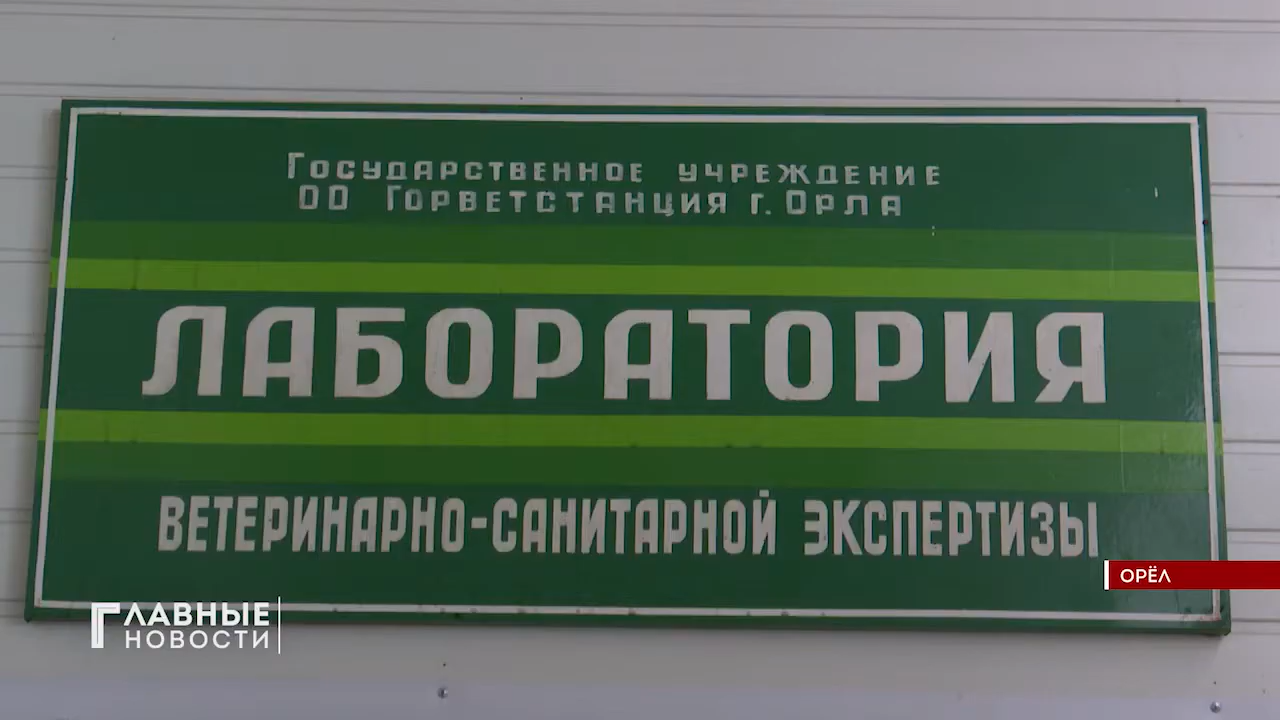 Государственное учреждение
ОО Горветстанция г. Орла
ЛАБОРАТОРИЯ
ВЕТЕРИНАРНО-САНИТАРНОЙ ЭКСПЕРТИЗЫ
ОРЁЛ
ГЛАВНЫЕ
НОВОСТИ